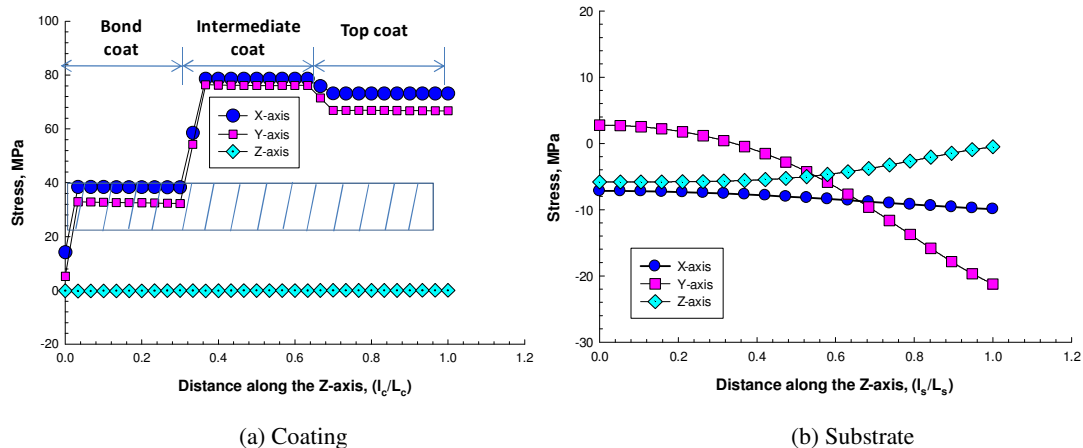 Bond coat
Intermediate coat
Top coat
100
80
60
40
20
0
-20
Stress, MPa
X-axis
Y-axis
Z-axis
0.0 0.2 0.4 0.6 0.8 1.0 1.2
Distance along the Z-axis, (lc/Lc)
(a) Coating
20
10
0
-10
-20
-30
Stress, MPa
X-axis
Y-axis
Z-axis
0.0 0.2 0.4 0.6 0.8 1.0 1.2
Distance along the Z-axis, (ls/Ls)
(b) Substrate